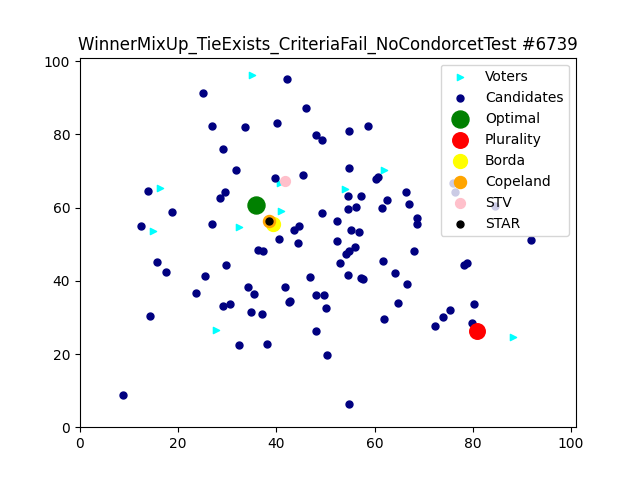 WinnerMixUp_TieExists_CriteriaFail_NoCondorcetTest #6739
100
80
60
40
20
0
0 20 40 60 80 100
Voters
Candidates
Optimal
Plurality
Borda
Copeland
STV
STAR